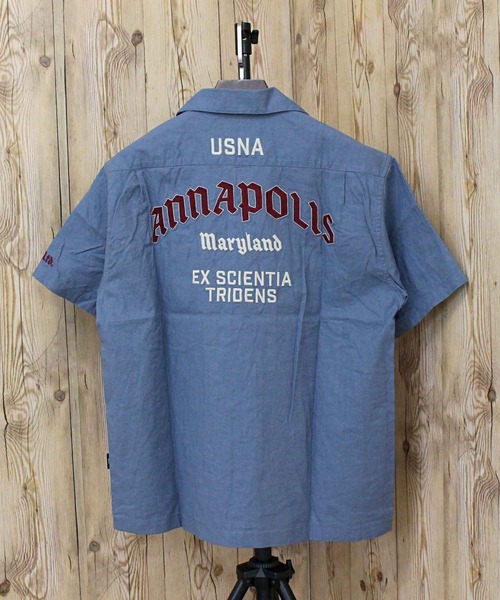 USNA
ANNAPOLIS
Maryland
EX SCIENTIA
TRIDENS